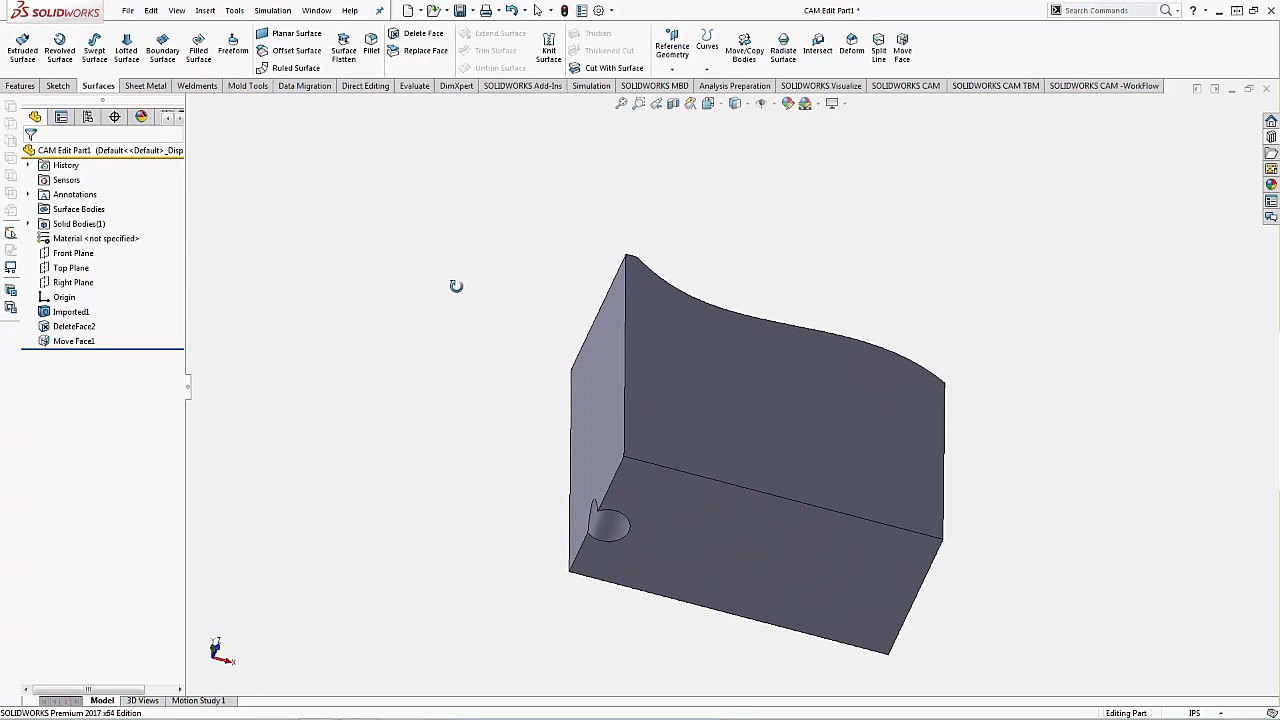 SOLIDWORKS
File Edit View Insert Tools Simulation Window Help
CAM Edit Part1 *
Search Commands
Extruded Surface
Revolved Surface
Swept Surface
Lofted Surface
Boundary Surface
Filled Surface
Freeform
Planar Surface
Offset Surface
Ruled Surface
Surface Flatten
Fillet
Delete Face
Replace Face
Extend Surface
Trim Surface
Untrim Surface
Knit Surface
Thicken
Thickened Cut
Cut With Surface
Reference Geometry
Curves
Move/Copy Bodies
Radiate Surface
Intersect
Deform
Split Line
Move Face
Features Sketch Surfaces Sheet Metal Weldments Mold Tools Data Migration Direct Editing Evaluate DimXpert SOLIDWORKS Add-Ins Simulation SOLIDWORKS MBD Analysis Preparation SOLIDWORKS Visualize SOLIDWORKS CAM SOLIDWORKS CAM TBM SOLIDWORKS CAM -WorkFlow
CAM Edit Part1 (Default<<Default>_Disp
History
Sensors
Annotations
Surface Bodies
Solid Bodies(1)
Material <not specified>
Front Plane
Top Plane
Right Plane
Origin
Imported1
DeleteFace2
Move Face1
Z
X
Model 3D Views Motion Study 1
SOLIDWORKS Premium 2017 x64 Edition
Editing Part
IPS